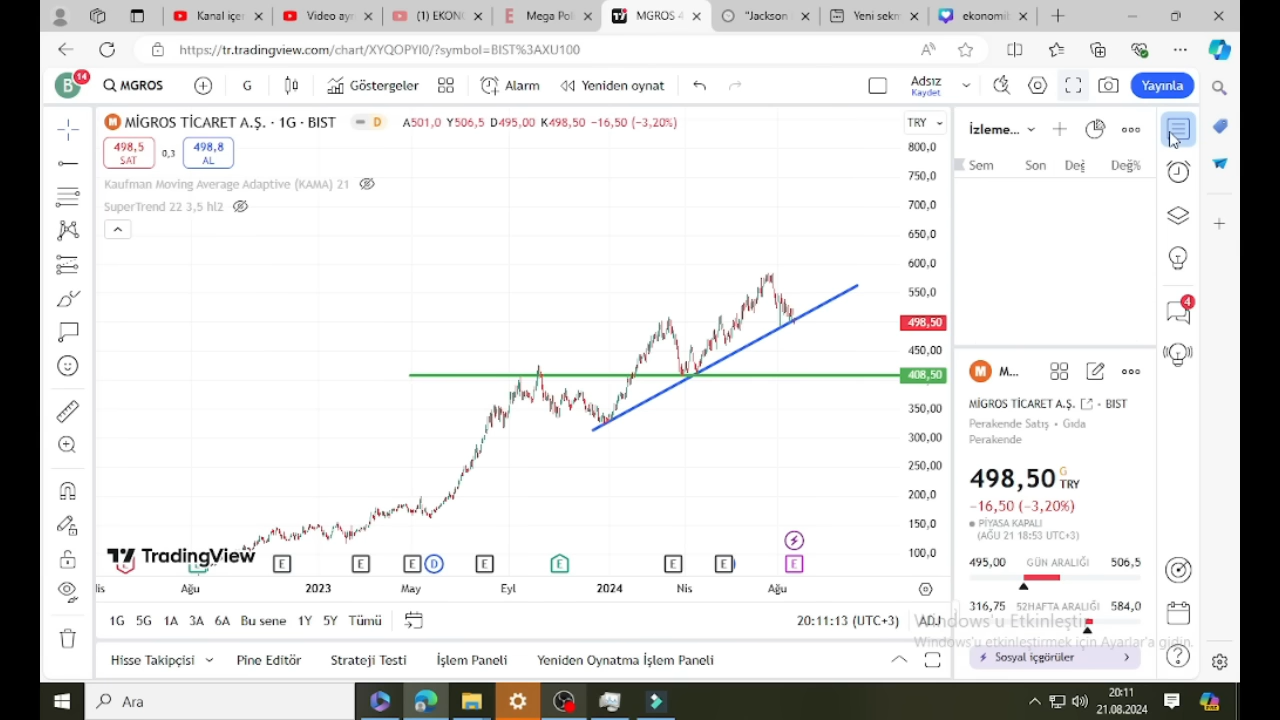 Kanal içer
Video ayr
(1) EKONO
Mega Pol
MGROS 4
"Jackson
Yeni sekm
ekonomib
https://tr.tradingview.com/chart/XYQOPYI0/?symbol=BIST%3AXU100
B
14
MGROS
G
Göstergeler
Alarm
Yeniden oynat
Adsız
Kaydet
Yayınla
MİGROS TİCARET A.Ş. · 1G · BIST
D
A501,0 Y506,5 D495,00 K498,50 −16,50 (−3,20%)
TRY
498,5
SAT
0,3
498,8
AL
Kaufman Moving Average Adaptive (KAMA) 21
SuperTrend 22 3,5 hl2
800,0
750,0
700,0
650,0
600,0
550,0
498,50
450,00
408,50
350,00
300,00
250,00
200,0
150,0
100,0
İzleme...
Sem Son Değ Değ%
4
M
M...
MİGROS TİCARET A.Ş. - BIST
Perakende Satış • Gıda
Perakende
498,50 G TRY
−16,50 (−3,20%)
PİYASA KAPALI
(AĞU 21 18:53 UTC+3)
495,00 GÜN ARALIĞI 506,5
316,75 52HAFTA ARALIĞI 584,0
Sosyal içgörüler
TradingView
E E E D E E E E E
lis Ağu 2023 May Eyl 2024 Nis Ağu
1G 5G 1A 3A 6A Bu sene 1Y 5Y Tümü
20:11:13 (UTC+3) ADJ
Windows'u Etkinleştir
Windows'u etkinleştirmek için Ayarlar'a gidin.
Hisse Takipçisi Pine Editör Strateji Testi İşlem Paneli Yeniden Oynatma İşlem Paneli
Ara
20:11
21.08.2024